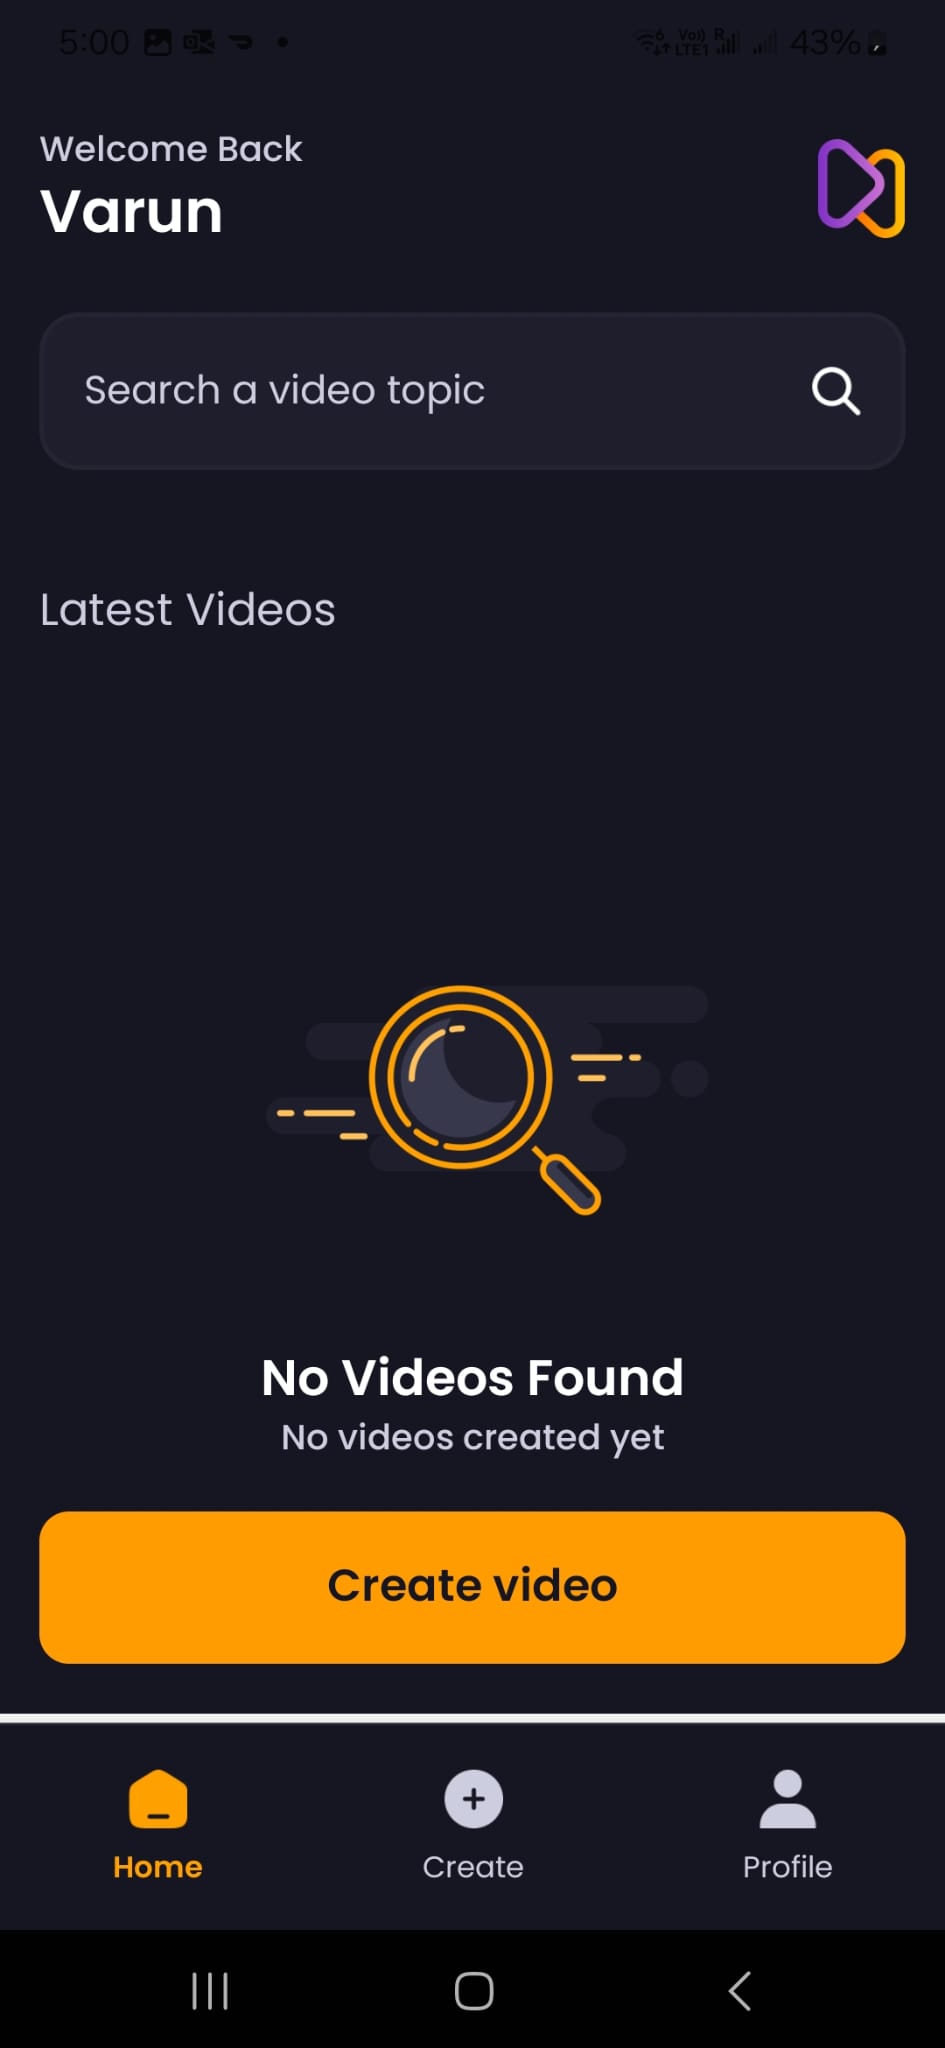 5:00
43%
Welcome Back
Varun
Search a video topic
Latest Videos
No Videos Found
No videos created yet
Create video
Home
Create
Profile